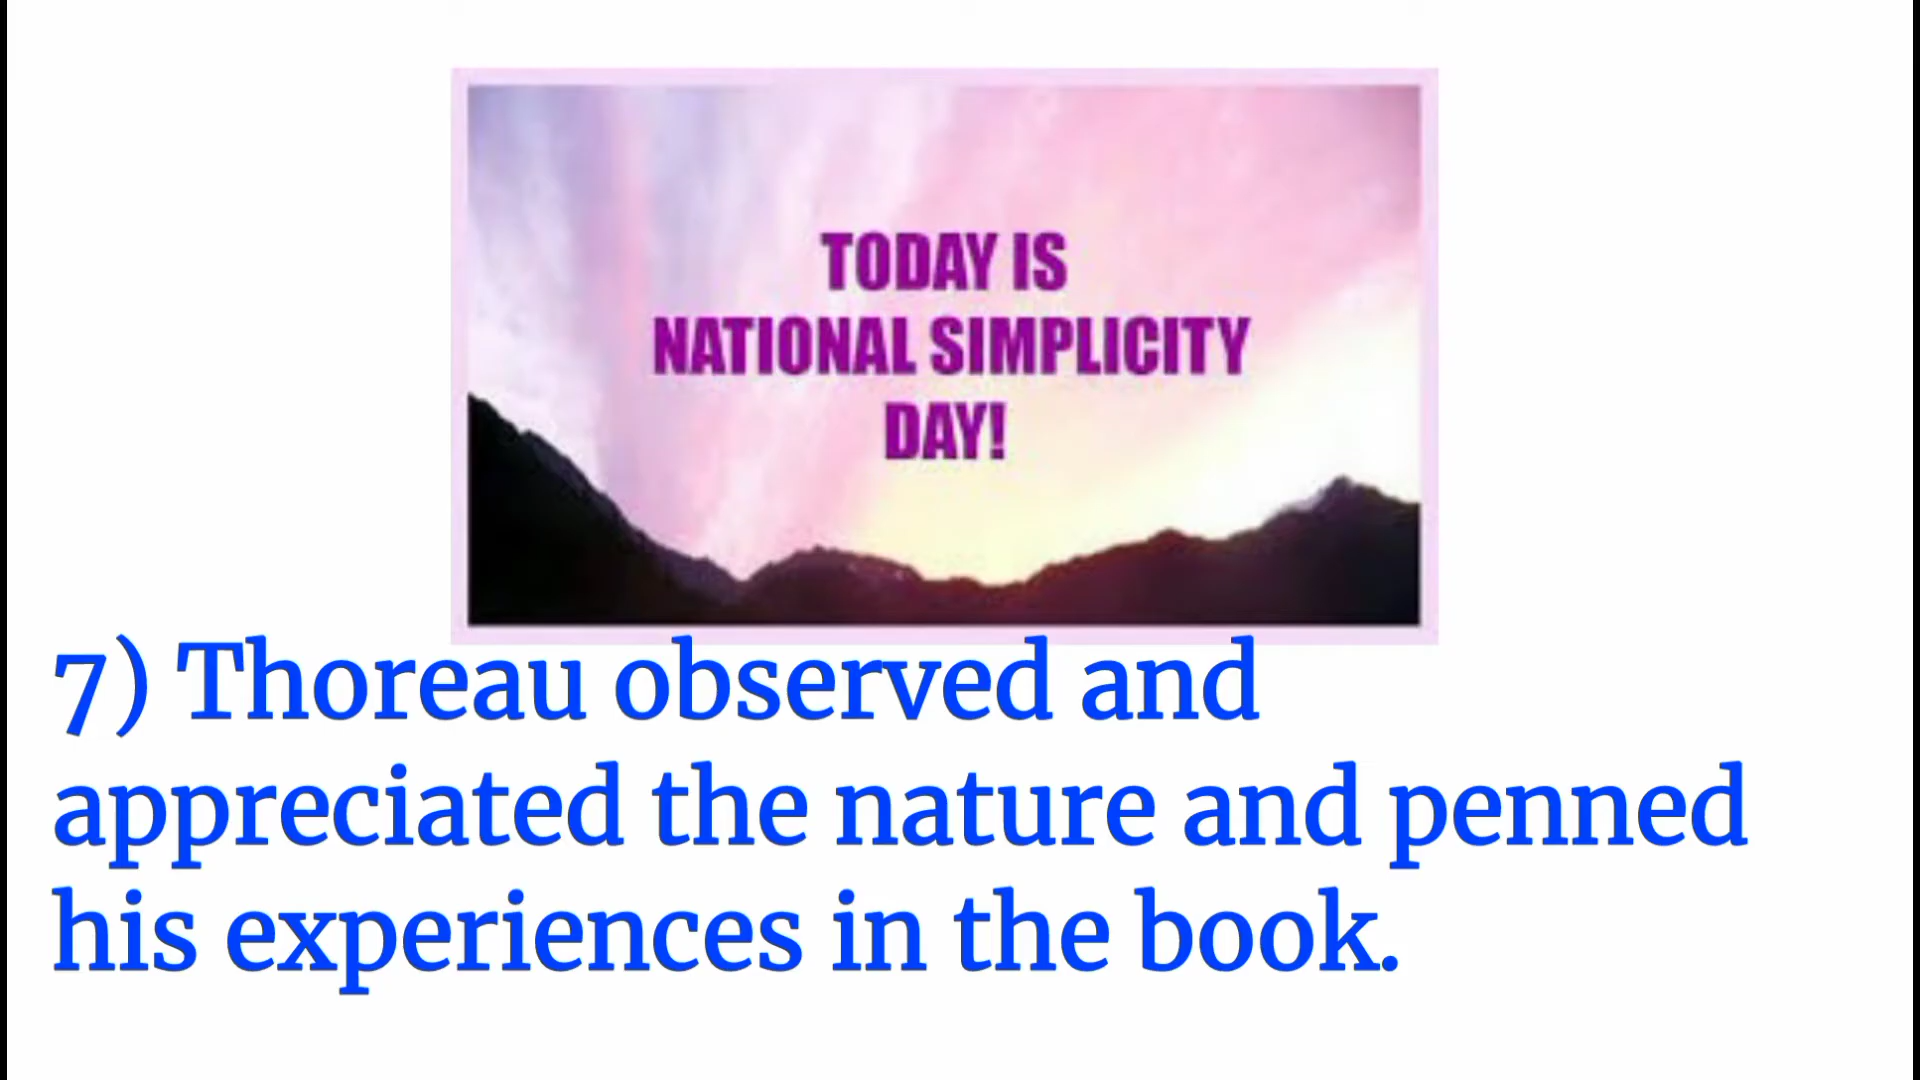 TODAY IS
NATIONAL SIMPLICITY
DAY!
7) Thoreau observed and
appreciated the nature and penned
his experiences in the book.